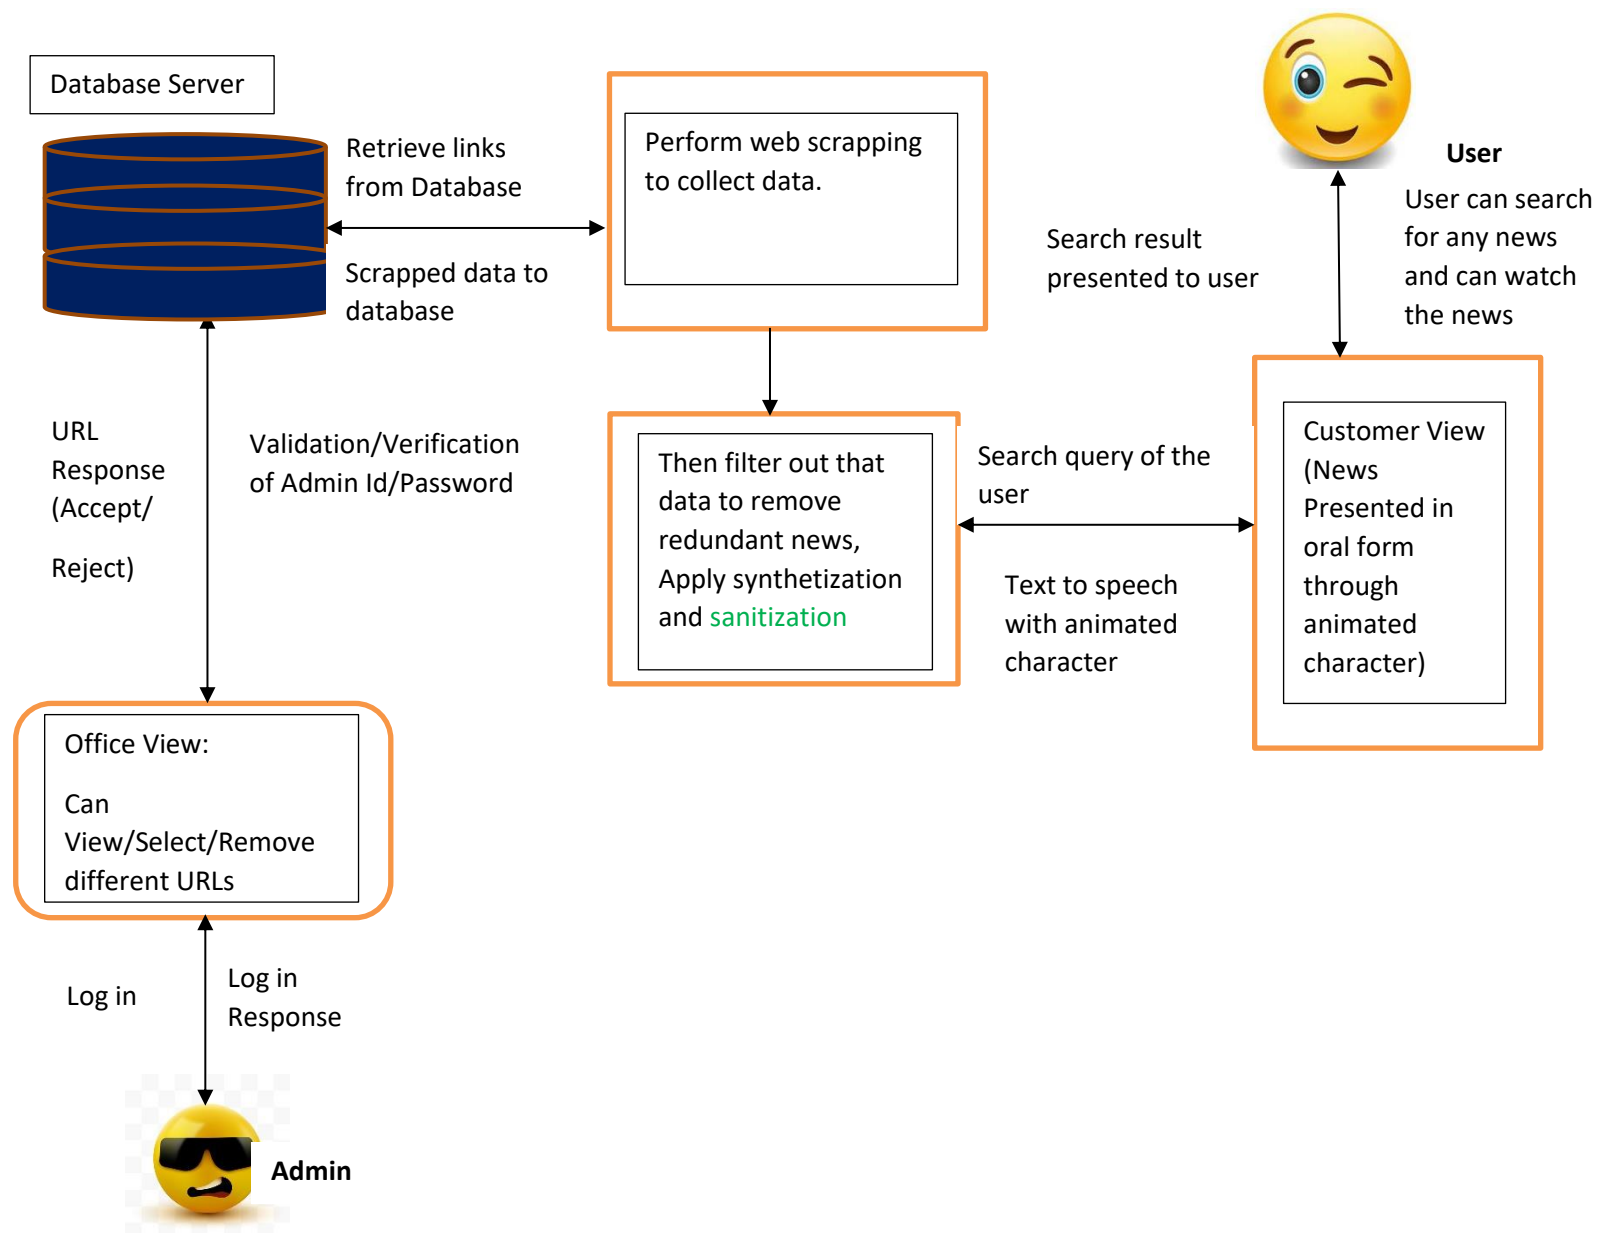 Database Server
Retrieve links
from Database
Scrapped data to
database
Perform web scrapping
to collect data.
User
User can search
for any news
and can watch
the news
Search result
presented to user
URL
Response
(Accept/
Reject)
Validation/Verification
of Admin Id/Password
Then filter out that
data to remove
redundant news,
Apply synthetization
and sanitization
Search query of the
user
Text to speech
with animated
character
Customer View
(News
Presented in
oral form
through
animated
character)
Office View:
Can
View/Select/Remove
different URLs
Log in
Log in
Response
Admin